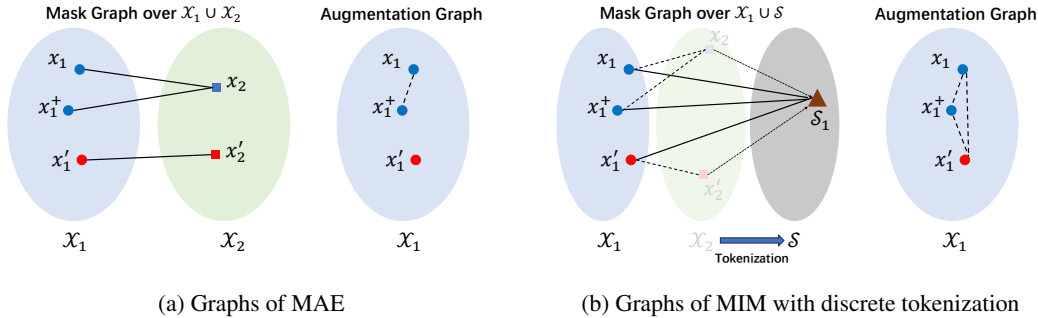 Mask Graph over 𝒳₁ ∪ 𝒳₂
Augmentation Graph
x₁
x₁⁺
x₁′
x₂
x₂′
𝒳₁
𝒳₂
x₁
x₁⁺
x₁′
𝒳₁
(a) Graphs of MAE
Mask Graph over 𝒳₁ ∪ 𝒮
Augmentation Graph
x₁
x₁⁺
x₁′
x₂
x₂′
𝒮₁
𝒳₁
𝒳₂
𝒮
Tokenization
x₁
x₁⁺
x₁′
𝒳₁
(b) Graphs of MIM with discrete tokenization